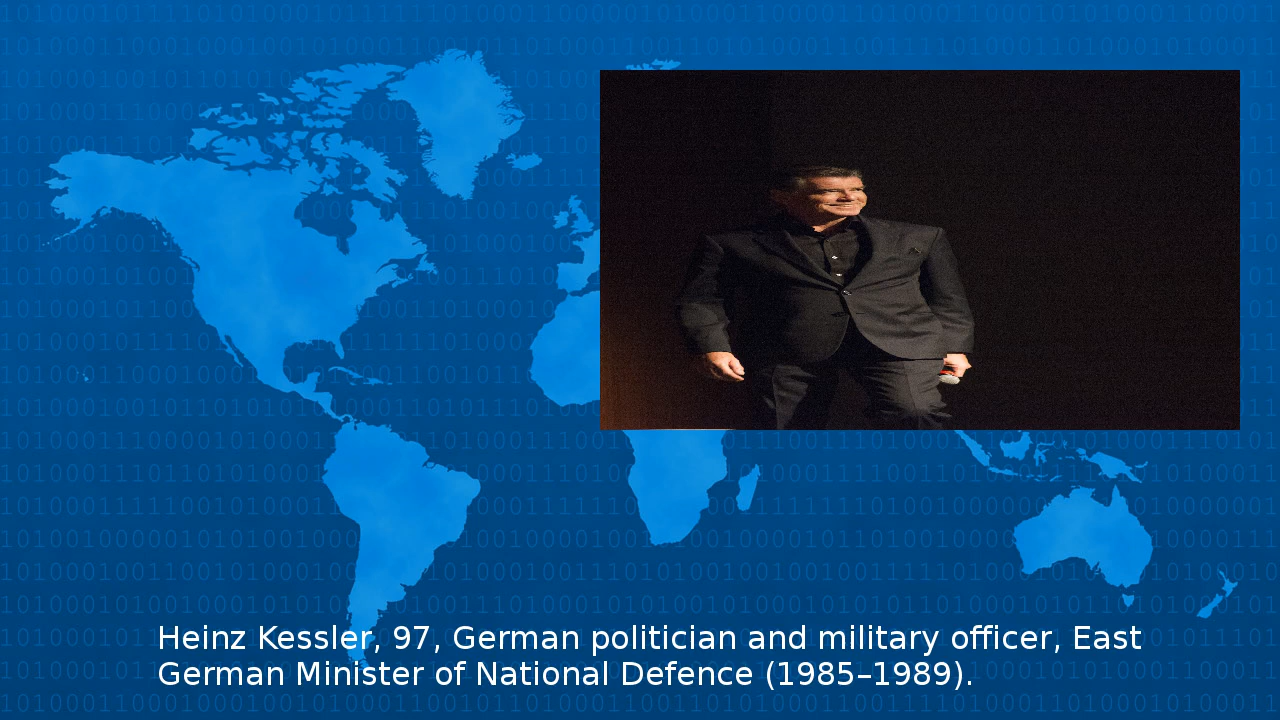 Heinz Kessler, 97, German politician and military officer, East
German Minister of National Defence (1985–1989).